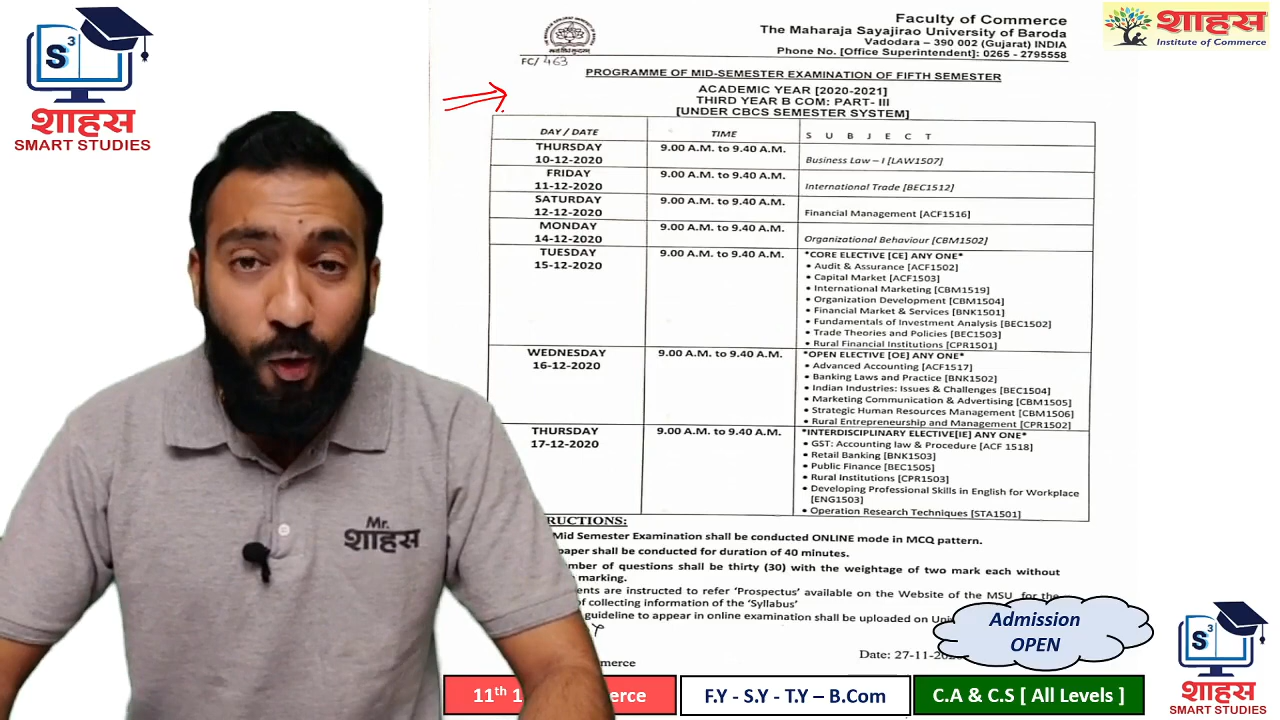 S³
शाहस
SMART STUDIES
शाहस
Institute of Commerce
Faculty of Commerce
The Maharaja Sayajirao University of Baroda
Vadodara – 390 002 (Gujarat) INDIA
Phone No. [Office Superintendent]: 0265 - 2795558
FC/ 463
PROGRAMME OF MID-SEMESTER EXAMINATION OF FIFTH SEMESTER
ACADEMIC YEAR [2020-2021]
THIRD YEAR B COM: PART- III
[UNDER CBCS SEMESTER SYSTEM]
DAY / DATE TIME SUBJECT
THURSDAY 10-12-2020 9.00 A.M. to 9.40 A.M. Business Law – I [LAW1507]
FRIDAY 11-12-2020 9.00 A.M. to 9.40 A.M. International Trade [BEC1512]
SATURDAY 12-12-2020 9.00 A.M. to 9.40 A.M. Financial Management [ACF1516]
MONDAY 14-12-2020 9.00 A.M. to 9.40 A.M. Organizational Behaviour [CBM1502]
TUESDAY 15-12-2020 9.00 A.M. to 9.40 A.M. *CORE ELECTIVE [CE] ANY ONE*
• Audit & Assurance [ACF1502]
• Capital Market [ACF1503]
• International Marketing [CBM1519]
• Organization Development [CBM1504]
• Financial Market & Services [BNK1501]
• Fundamentals of Investment Analysis [BEC1502]
• Trade Theories and Policies [BEC1503]
• Rural Financial Institutions [CPR1501]
WEDNESDAY 16-12-2020 9.00 A.M. to 9.40 A.M. *OPEN ELECTIVE [OE] ANY ONE*
• Advanced Accounting [ACF1517]
• Banking Laws and Practice [BNK1502]
• Indian Industries: Issues & Challenges [BEC1504]
• Marketing Communication & Advertising [CBM1505]
• Strategic Human Resources Management [CBM1506]
• Rural Entrepreneurship and Management [CPR1502]
THURSDAY 17-12-2020 9.00 A.M. to 9.40 A.M. *INTERDISCIPLINARY ELECTIVE[IE] ANY ONE*
• GST: Accounting law & Procedure [ACF 1518]
• Retail Banking [BNK1503]
• Public Finance [BEC1505]
• Rural Institutions [CPR1503]
• Developing Professional Skills in English for Workplace
[ENG1503]
• Operation Research Techniques [STA1501]
RUCTIONS:
Mid Semester Examination shall be conducted ONLINE mode in MCQ pattern.
paper shall be conducted for duration of 40 minutes.
mber of questions shall be thirty (30) with the weightage of two mark each without
marking.
ents are instructed to refer 'Prospectus' available on the Website of the MSU for the
of collecting information of the 'Syllabus'
guideline to appear in online examination shall be uploaded on Uni
Date: 27-11-20
merce
Mr.
शाहस
Admission
OPEN
S³
शाहस
SMART STUDIES
11th 1 erce
F.Y - S.Y - T.Y – B.Com
C.A & C.S [ All Levels ]